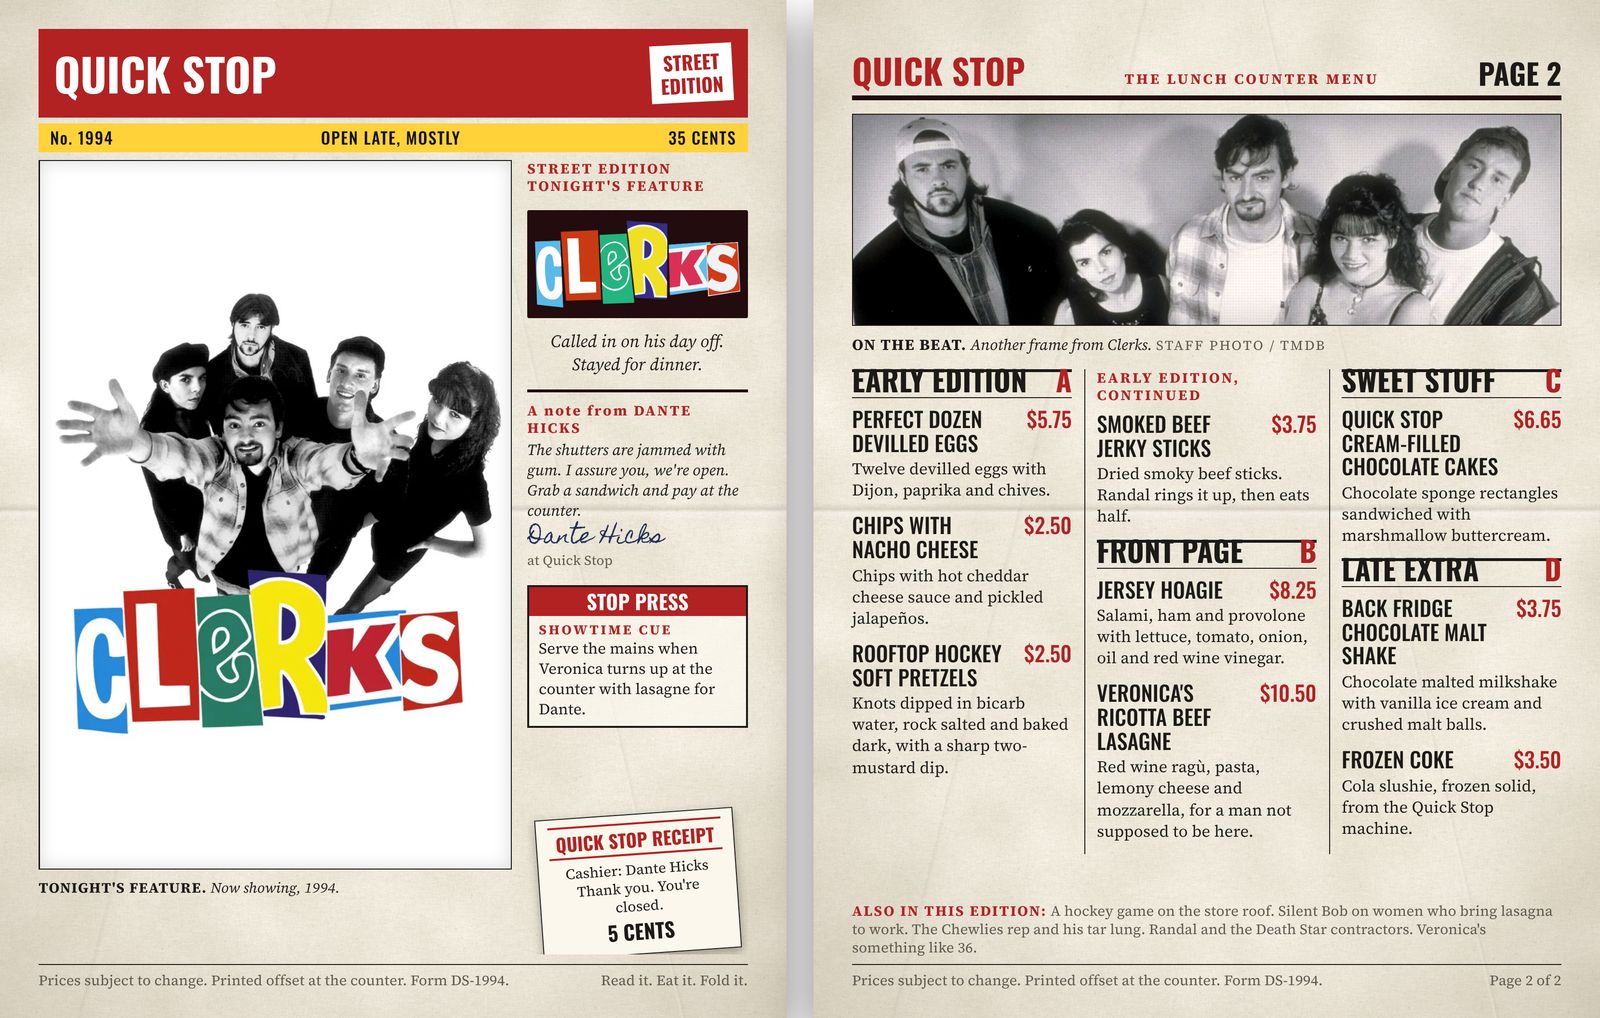 QUICK STOP
STREET
EDITION
No. 1994
OPEN LATE, MOSTLY
35 CENTS
CLeRKS
TONIGHT'S FEATURE. Now showing, 1994.
STREET EDITION
TONIGHT'S FEATURE
CLeRKS
Called in on his day off.
Stayed for dinner.
A note from DANTE
HICKS
The shutters are jammed with
gum. I assure you, we're open.
Grab a sandwich and pay at the
counter.
Dante Hicks
at Quick Stop
STOP PRESS
SHOWTIME CUE
Serve the mains when
Veronica turns up at the
counter with lasagne for
Dante.
QUICK STOP RECEIPT
Cashier: Dante Hicks
Thank you. You're
closed.
5 CENTS
Prices subject to change. Printed offset at the counter. Form DS-1994.
Read it. Eat it. Fold it.
QUICK STOP
THE LUNCH COUNTER MENU
PAGE 2
ON THE BEAT. Another frame from Clerks. STAFF PHOTO / TMDB
EARLY EDITION A
PERFECT DOZEN $5.75
DEVILLED EGGS
Twelve devilled eggs with
Dijon, paprika and chives.
CHIPS WITH $2.50
NACHO CHEESE
Chips with hot cheddar
cheese sauce and pickled
jalapeños.
ROOFTOP HOCKEY $2.50
SOFT PRETZELS
Knots dipped in bicarb
water, rock salted and baked
dark, with a sharp two-
mustard dip.
EARLY EDITION,
CONTINUED
SMOKED BEEF $3.75
JERKY STICKS
Dried smoky beef sticks.
Randal rings it up, then eats
half.
FRONT PAGE B
JERSEY HOAGIE $8.25
Salami, ham and provolone
with lettuce, tomato, onion,
oil and red wine vinegar.
VERONICA'S $10.50
RICOTTA BEEF
LASAGNE
Red wine ragù, pasta,
lemony cheese and
mozzarella, for a man not
supposed to be here.
SWEET STUFF C
QUICK STOP $6.65
CREAM-FILLED
CHOCOLATE CAKES
Chocolate sponge rectangles
sandwiched with
marshmallow buttercream.
LATE EXTRA D
BACK FRIDGE $3.75
CHOCOLATE MALT
SHAKE
Chocolate malted milkshake
with vanilla ice cream and
crushed malt balls.
FROZEN COKE $3.50
Cola slushie, frozen solid,
from the Quick Stop
machine.
ALSO IN THIS EDITION: A hockey game on the store roof. Silent Bob on women who bring lasagna
to work. The Chewlies rep and his tar lung. Randal and the Death Star contractors. Veronica's
something like 36.
Prices subject to change. Printed offset at the counter. Form DS-1994.
Page 2 of 2